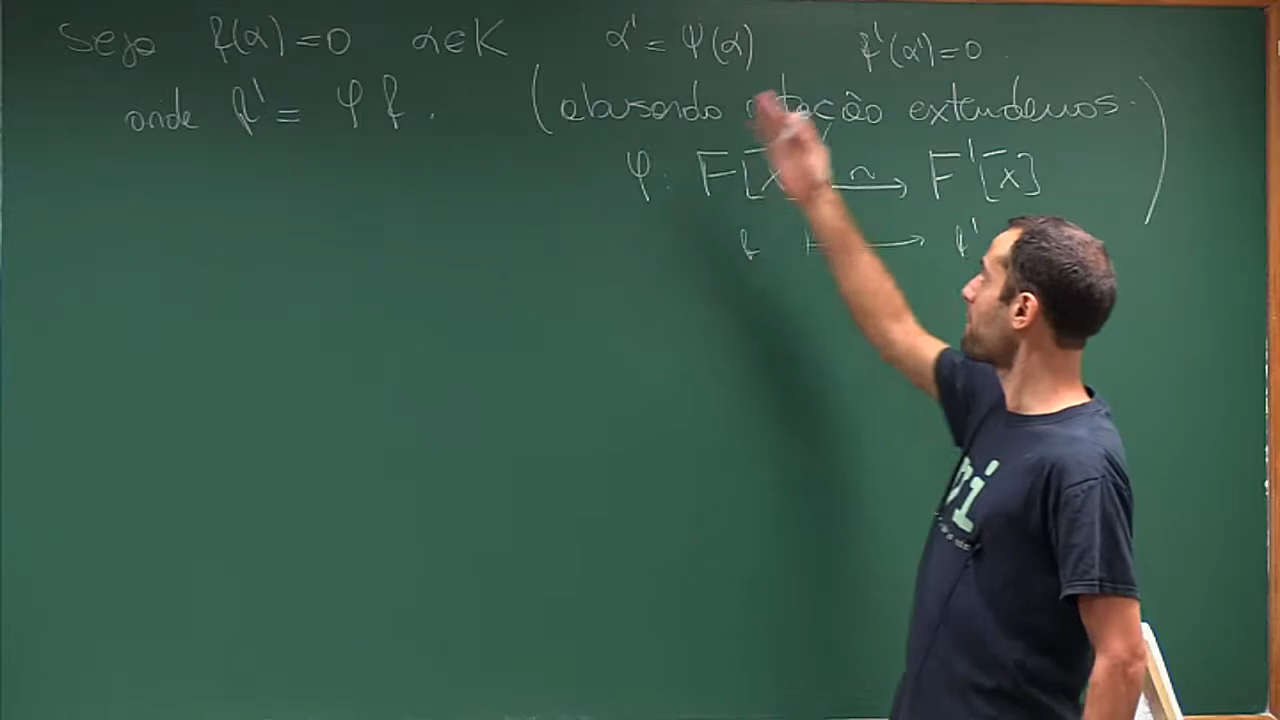 Seja f(α) = 0 α ∈ K α' = Ψ(α) f'(α') = 0.
onde f' = φ f. (abusando notação extendemos.
φ: F[x] ~→ F'[x] )
f ↦ f'